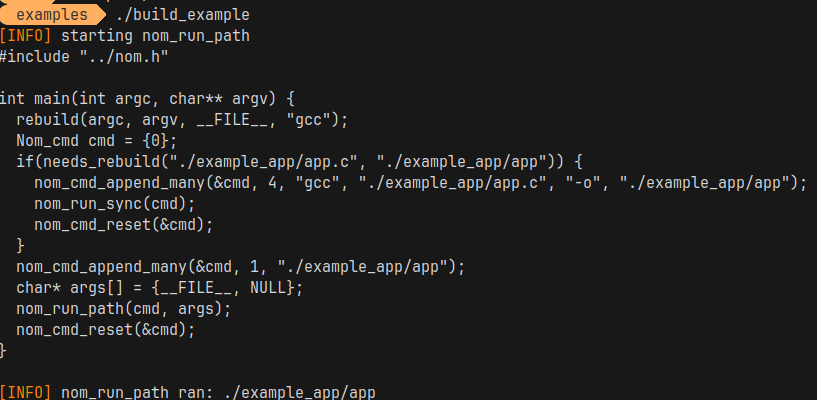 examples ./build_example
[INFO] starting nom_run_path
#include "../nom.h"

int main(int argc, char** argv) {
  rebuild(argc, argv, __FILE__, "gcc");
  Nom_cmd cmd = {0};
  if(needs_rebuild("./example_app/app.c", "./example_app/app")) {
    nom_cmd_append_many(&cmd, 4, "gcc", "./example_app/app.c", "-o", "./example_app/app");
    nom_run_sync(cmd);
    nom_cmd_reset(&cmd);
  }
  nom_cmd_append_many(&cmd, 1, "./example_app/app");
  char* args[] = {__FILE__, NULL};
  nom_run_path(cmd, args);
  nom_cmd_reset(&cmd);
}

[INFO] nom_run_path ran: ./example_app/app